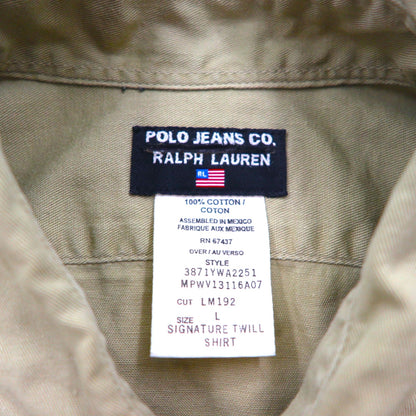 POLO JEANS CO.
RALPH LAUREN
RL
100% COTTON /
COTON
ASSEMBLED IN MEXICO
FABRIQUE AUX MEXIQUE
RN 67437
OVER / AU VERSO
STYLE
3871YWA2251
MPWV13116A07
CUT LM192
SIZE L
SIGNATURE TWILL
SHIRT